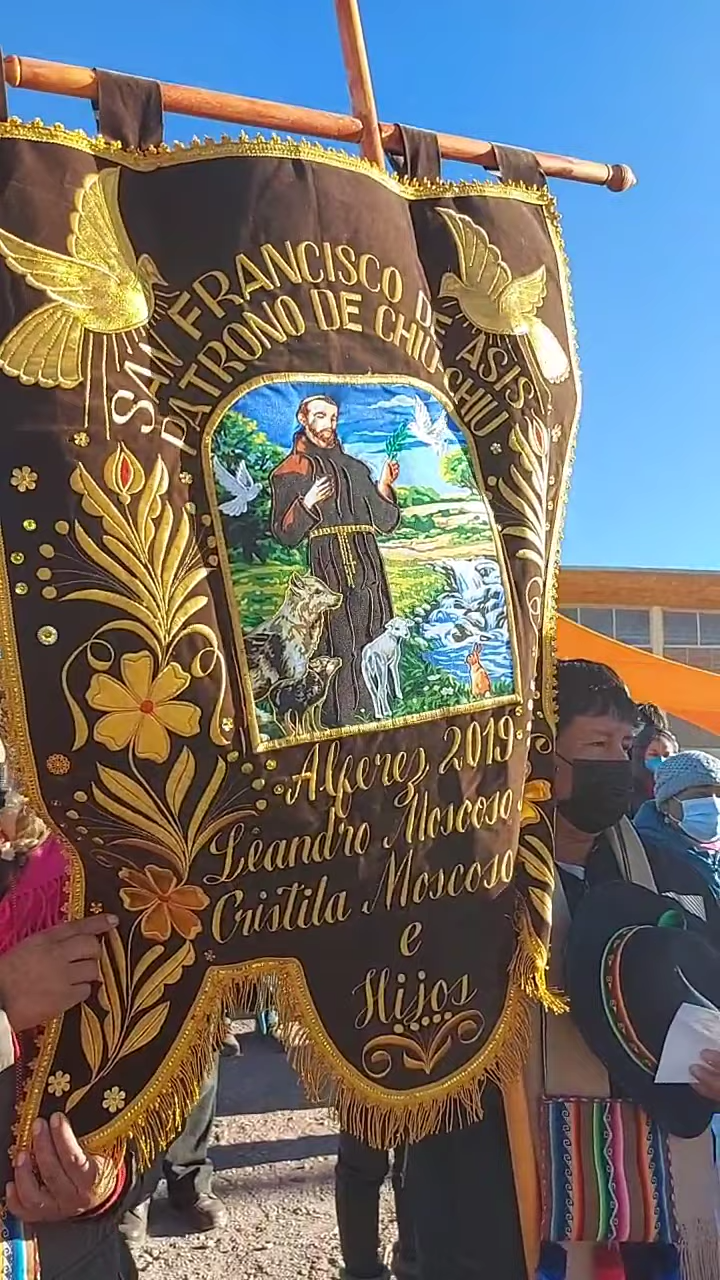 SAN FRANCISCO DE ASIS
PATRONO DE CHIU CHIU
Alferez 2019
Leandro Moscoso
Cristila Moscoso
e
Hijos